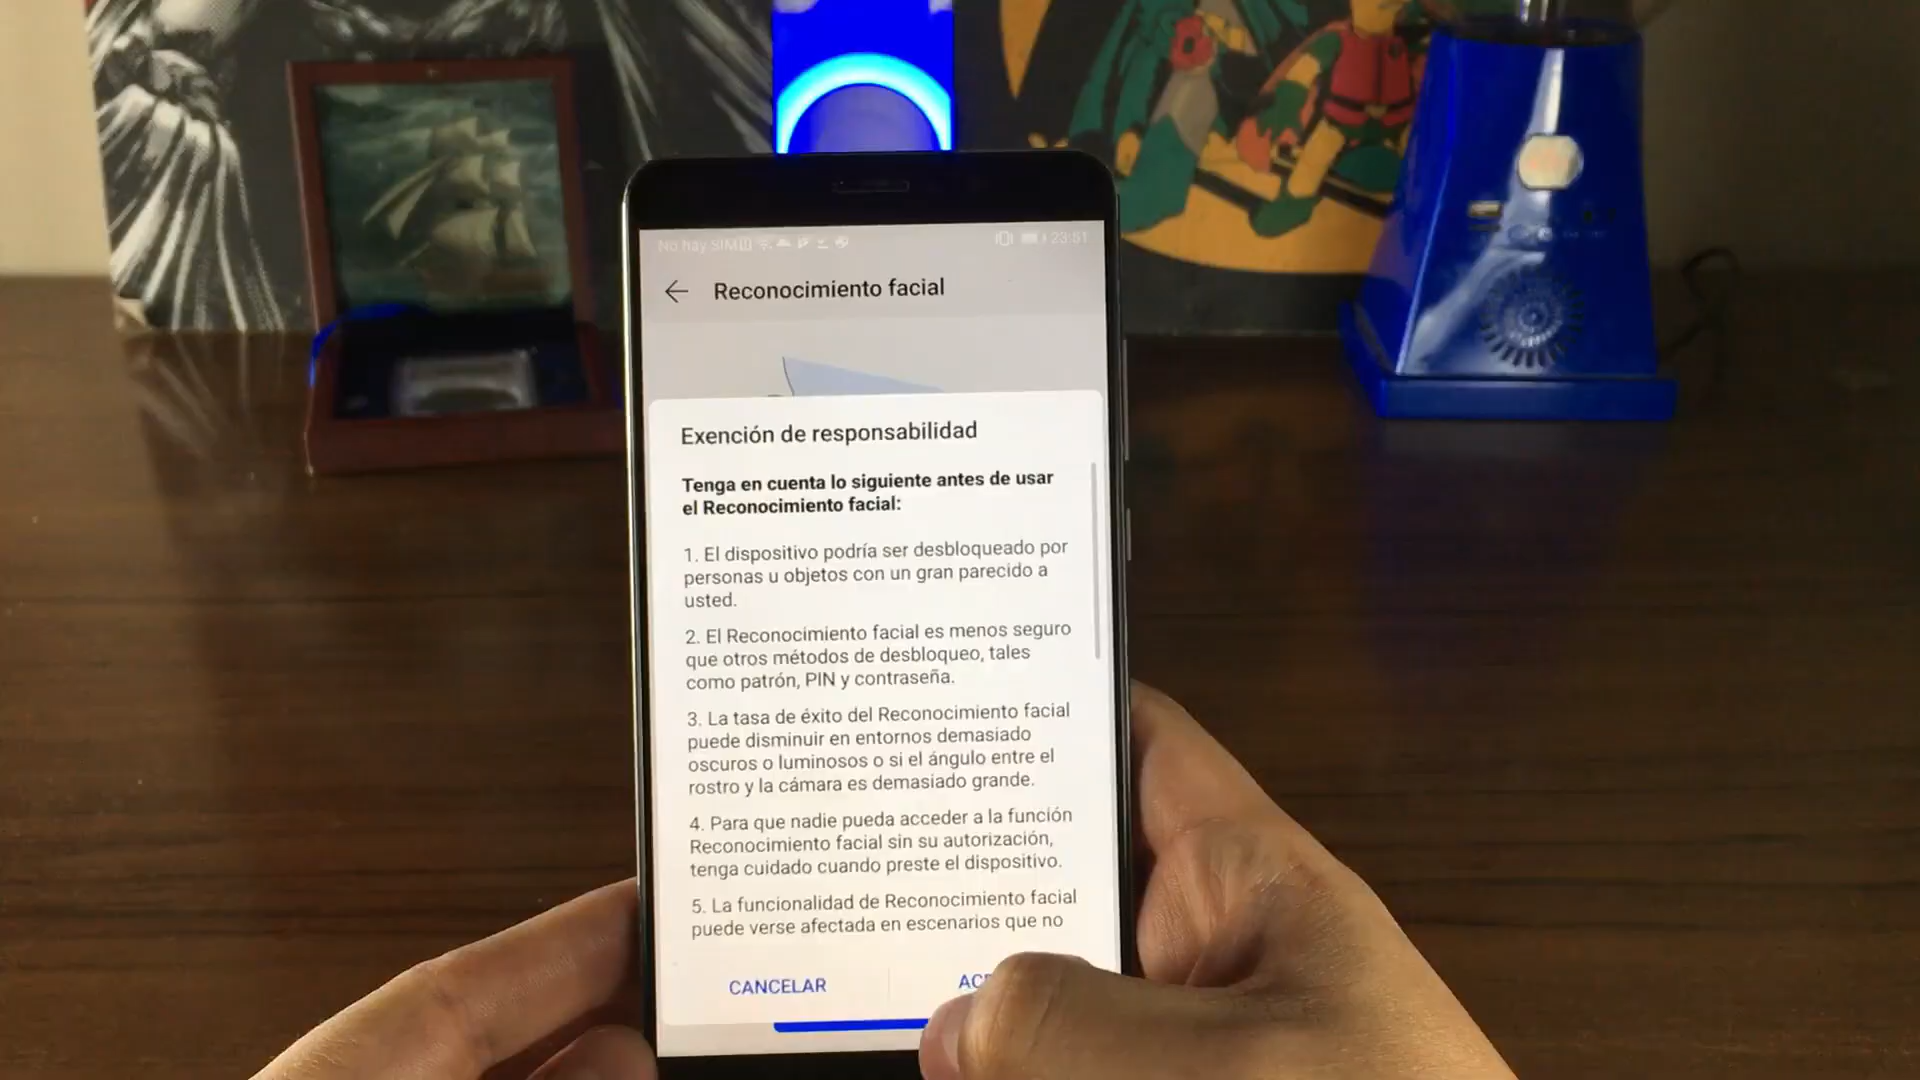 No hay SIM
23:51
Reconocimiento facial
Exención de responsabilidad
Tenga en cuenta lo siguiente antes de usar
el Reconocimiento facial:
1. El dispositivo podría ser desbloqueado por
personas u objetos con un gran parecido a
usted.
2. El Reconocimiento facial es menos seguro
que otros métodos de desbloqueo, tales
como patrón, PIN y contraseña.
3. La tasa de éxito del Reconocimiento facial
puede disminuir en entornos demasiado
oscuros o luminosos o si el ángulo entre el
rostro y la cámara es demasiado grande.
4. Para que nadie pueda acceder a la función
Reconocimiento facial sin su autorización,
tenga cuidado cuando preste el dispositivo.
5. La funcionalidad de Reconocimiento facial
puede verse afectada en escenarios que no
CANCELAR